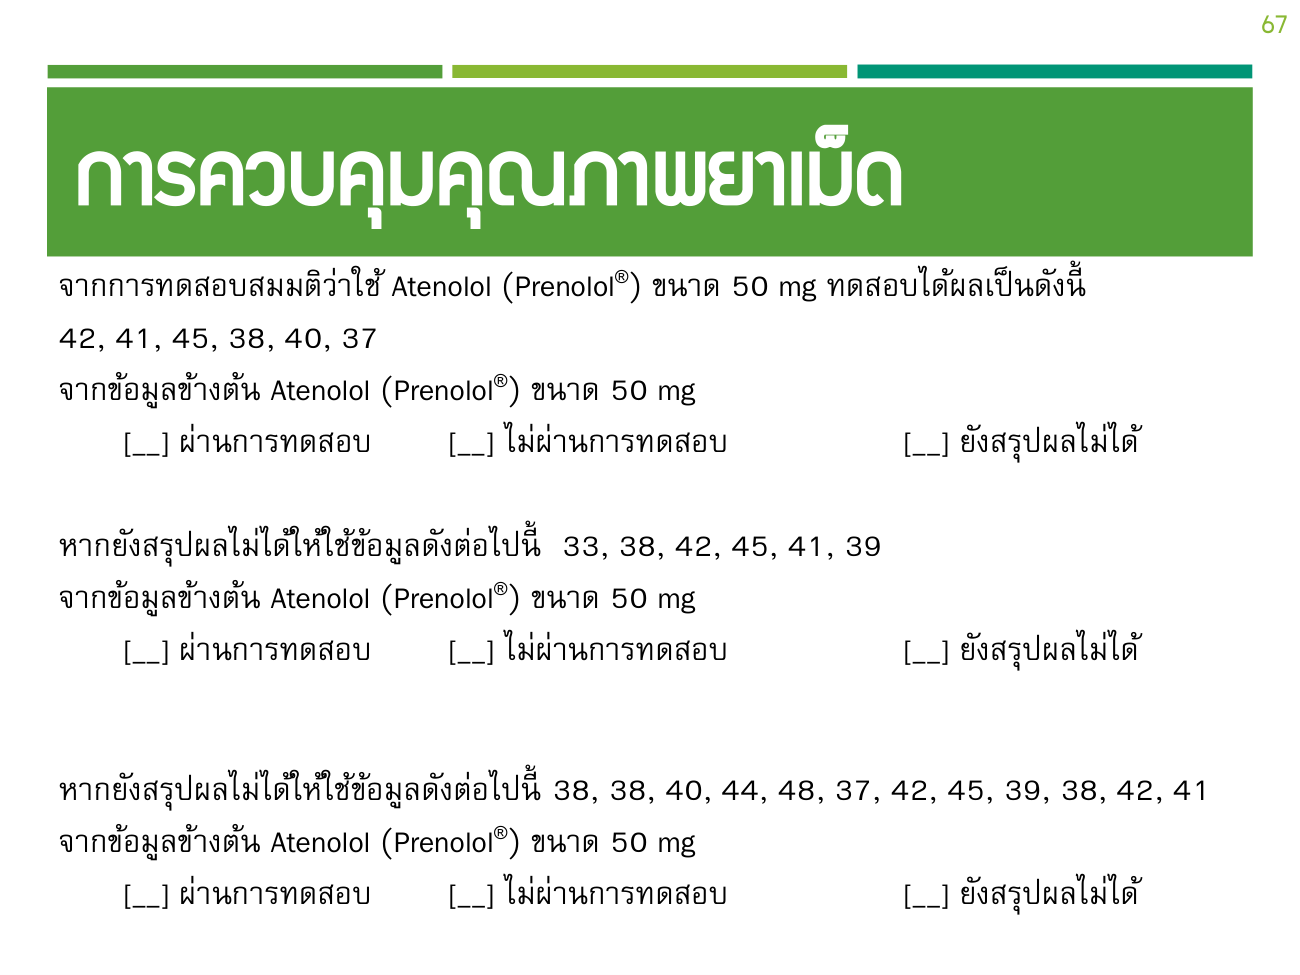 67
การควบคุมคุณภาพยาเม็ด
จากการทดสอบสมมติว่าใช้ Atenolol (Prenolol®) ขนาด 50 mg ทดสอบได้ผลเป็นดังนี้
42, 41, 45, 38, 40, 37
จากข้อมูลข้างต้น Atenolol (Prenolol®) ขนาด 50 mg
[__] ผ่านการทดสอบ [__] ไม่ผ่านการทดสอบ [__] ยังสรุปผลไม่ได้
หากยังสรุปผลไม่ได้ให้ใช้ข้อมูลดังต่อไปนี้ 33, 38, 42, 45, 41, 39
จากข้อมูลข้างต้น Atenolol (Prenolol®) ขนาด 50 mg
[__] ผ่านการทดสอบ [__] ไม่ผ่านการทดสอบ [__] ยังสรุปผลไม่ได้
หากยังสรุปผลไม่ได้ให้ใช้ข้อมูลดังต่อไปนี้ 38, 38, 40, 44, 48, 37, 42, 45, 39, 38, 42, 41
จากข้อมูลข้างต้น Atenolol (Prenolol®) ขนาด 50 mg
[__] ผ่านการทดสอบ [__] ไม่ผ่านการทดสอบ [__] ยังสรุปผลไม่ได้